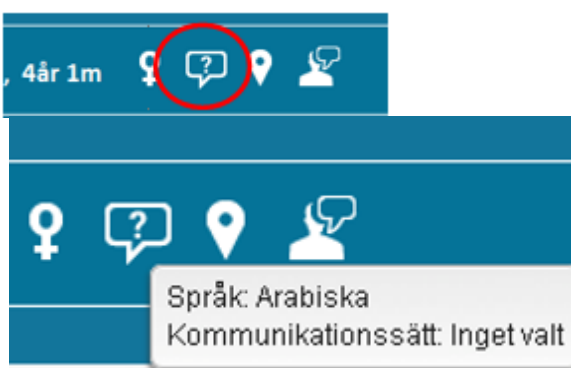 , 4år 1m
?
?
Språk: Arabiska
Kommunikationssätt: Inget valt